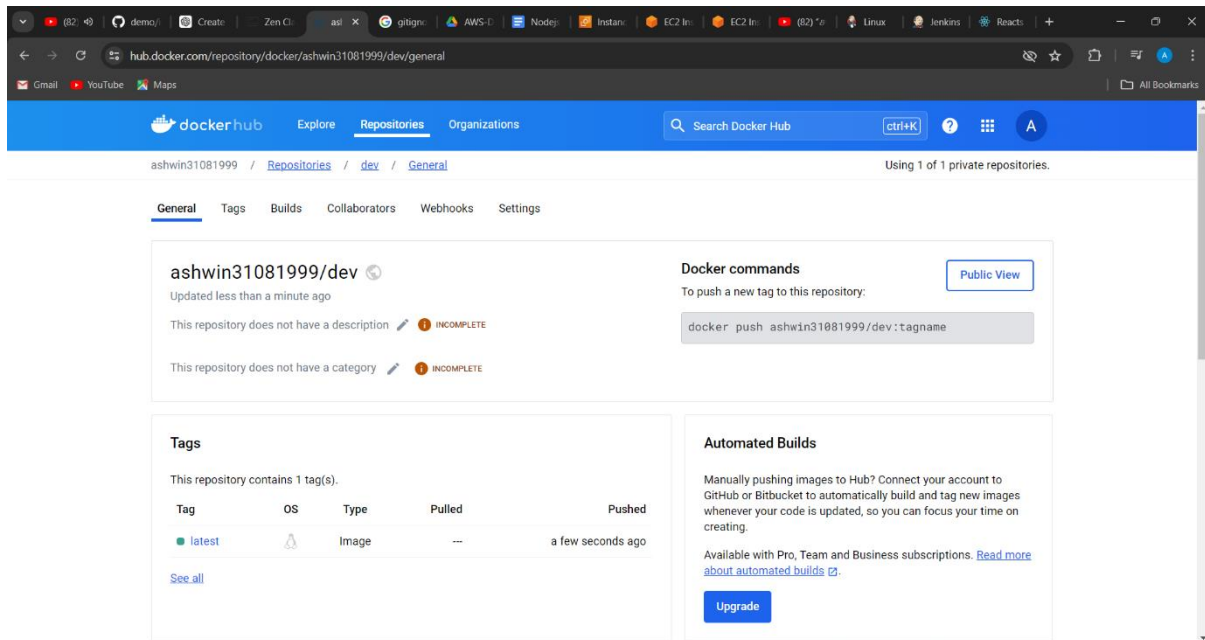 (82)
demo/
Create
Zen Cl
asl
gitigno
AWS-D
Nodejs
Instanc
EC2 Ins
EC2 In
(82)
Linux
Jenkins
Reacts
hub.docker.com/repository/docker/ashwin31081999/dev/general
A
Gmail YouTube Maps
All Bookmarks
dockerhub Explore Repositories Organizations Search Docker Hub ctrl+K ? A
ashwin31081999 / Repositories / dev / General Using 1 of 1 private repositories.
General Tags Builds Collaborators Webhooks Settings
ashwin31081999/dev
Updated less than a minute ago
This repository does not have a description INCOMPLETE
This repository does not have a category INCOMPLETE
Docker commands
Public View
To push a new tag to this repository:
docker push ashwin31081999/dev:tagname
Tags
This repository contains 1 tag(s).
Tag OS Type Pulled Pushed
latest Image --- a few seconds ago
See all
Automated Builds
Manually pushing images to Hub? Connect your account to
GitHub or Bitbucket to automatically build and tag new images
whenever your code is updated, so you can focus your time on
creating.
Available with Pro, Team and Business subscriptions. Read more
about automated builds.
Upgrade